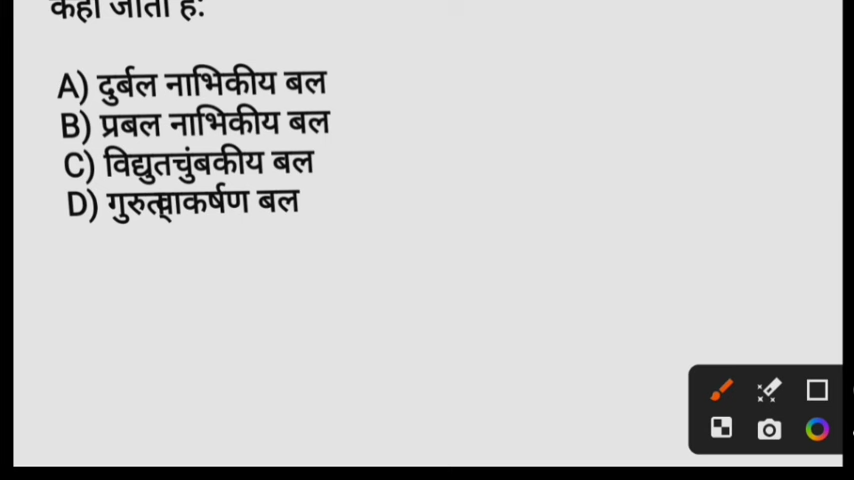 कहा जाता है:
A) दुर्बल नाभिकीय बल
B) प्रबल नाभिकीय बल
C) विद्युतचुंबकीय बल
D) गुरुत्वाकर्षण बल